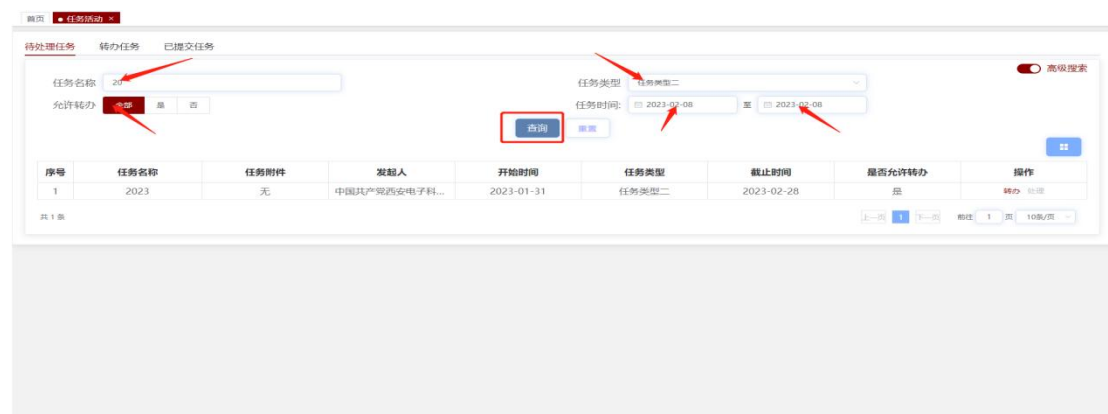 首页 ● 任务活动 ×
待处理任务 转办任务 已提交任务
高级搜索
任务名称 20 任务类型 任务类型二
允许转办 全部 是 否 任务时间: 2023-02-08 至 2023-02-08
查询 重置
序号 任务名称 任务附件 发起人 开始时间 任务类型 截止时间 是否允许转办 操作
1 2023 无 中国共产党西安电子科... 2023-01-31 任务类型二 2023-02-28 是 转办 处理
共 1 条 上一页 1 下一页 前往 1 页 10条/页